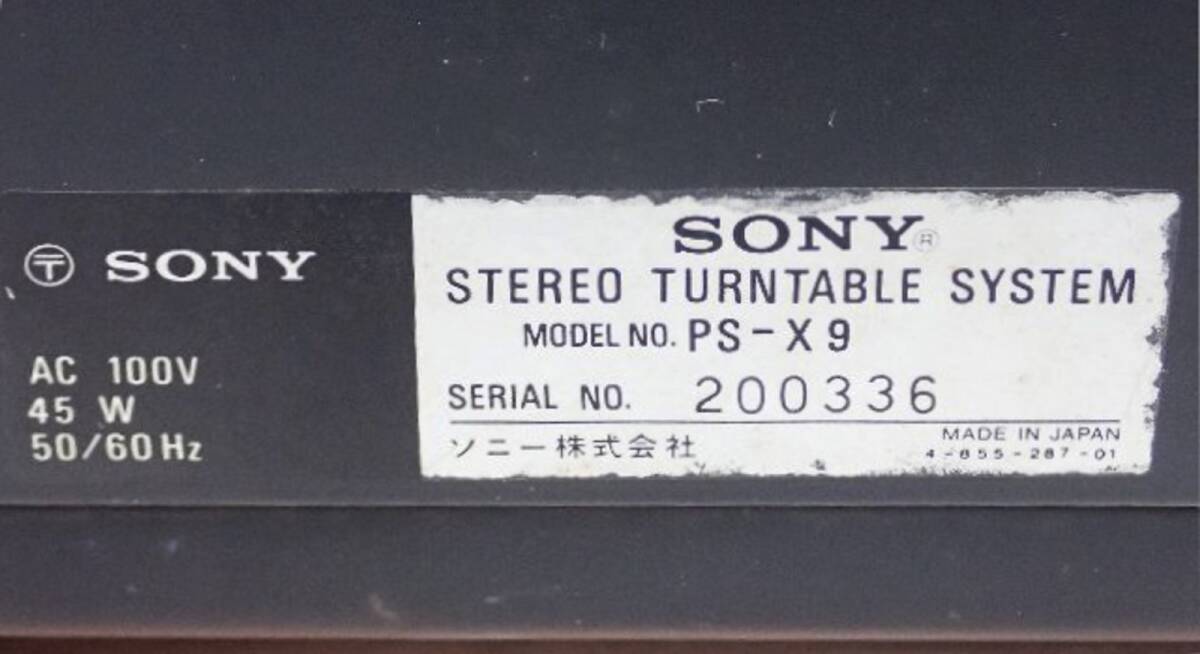 〒 SONY
AC 100V
45 W
50/60 Hz
SONY®
STEREO TURNTABLE SYSTEM
MODEL NO. PS-X9
SERIAL NO. 200336
ソニー株式会社
MADE IN JAPAN
4-855-287-01